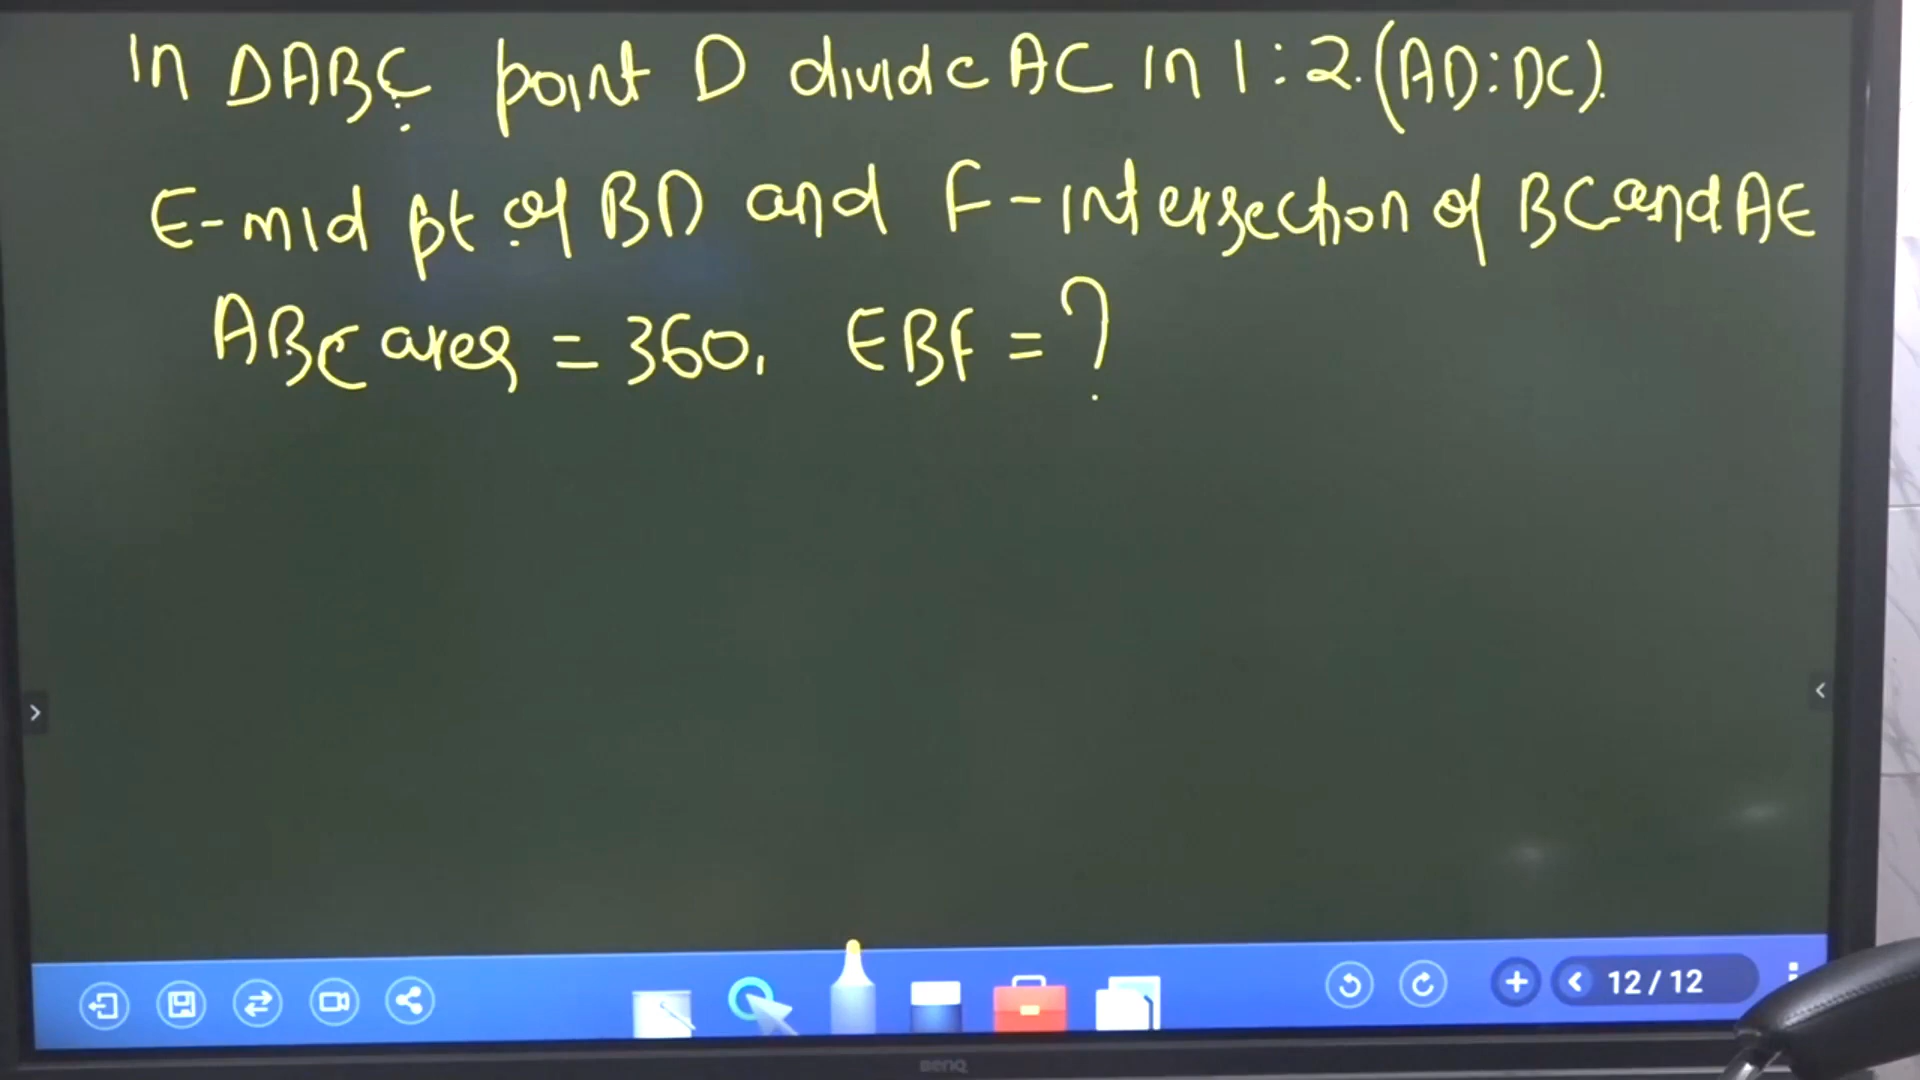 In ΔABC point D divide AC in 1:2.(AD:DC).
E-mid pt of BD and F-intersection of BC and AE
ABC area = 360, EBF = ?
12/12
BenQ